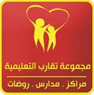 مجموعة تقارب التعليمية
مراكز . مدارس . روضات